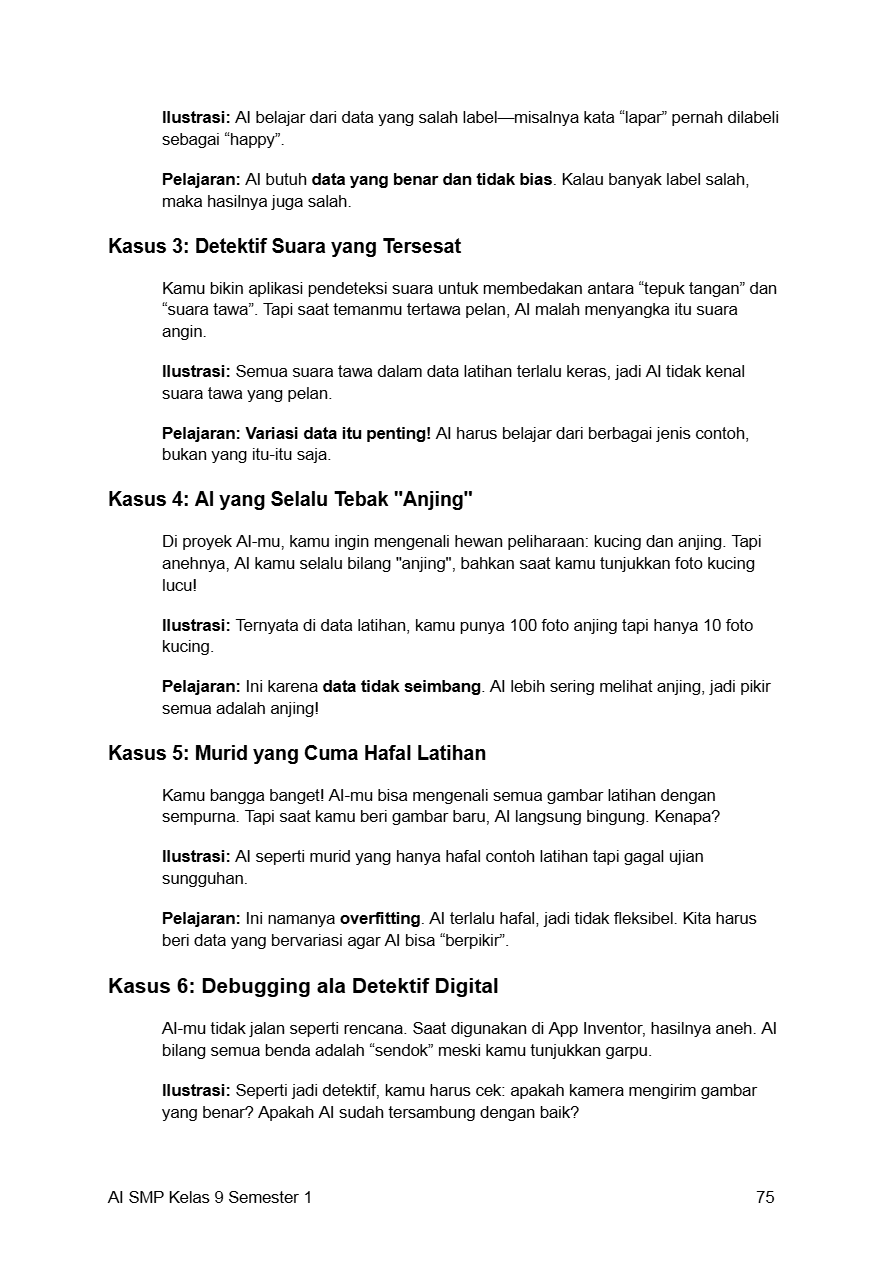 Ilustrasi: AI belajar dari data yang salah label—misalnya kata “lapar” pernah dilabeli
sebagai “happy”.
Pelajaran: AI butuh data yang benar dan tidak bias. Kalau banyak label salah,
maka hasilnya juga salah.
Kasus 3: Detektif Suara yang Tersesat
Kamu bikin aplikasi pendeteksi suara untuk membedakan antara “tepuk tangan” dan
“suara tawa”. Tapi saat temanmu tertawa pelan, AI malah menyangka itu suara
angin.
Ilustrasi: Semua suara tawa dalam data latihan terlalu keras, jadi AI tidak kenal
suara tawa yang pelan.
Pelajaran: Variasi data itu penting! AI harus belajar dari berbagai jenis contoh,
bukan yang itu-itu saja.
Kasus 4: AI yang Selalu Tebak "Anjing"
Di proyek AI-mu, kamu ingin mengenali hewan peliharaan: kucing dan anjing. Tapi
anehnya, AI kamu selalu bilang "anjing", bahkan saat kamu tunjukkan foto kucing
lucu!
Ilustrasi: Ternyata di data latihan, kamu punya 100 foto anjing tapi hanya 10 foto
kucing.
Pelajaran: Ini karena data tidak seimbang. AI lebih sering melihat anjing, jadi pikir
semua adalah anjing!
Kasus 5: Murid yang Cuma Hafal Latihan
Kamu bangga banget! AI-mu bisa mengenali semua gambar latihan dengan
sempurna. Tapi saat kamu beri gambar baru, AI langsung bingung. Kenapa?
Ilustrasi: AI seperti murid yang hanya hafal contoh latihan tapi gagal ujian
sungguhan.
Pelajaran: Ini namanya overfitting. AI terlalu hafal, jadi tidak fleksibel. Kita harus
beri data yang bervariasi agar AI bisa “berpikir”.
Kasus 6: Debugging ala Detektif Digital
AI-mu tidak jalan seperti rencana. Saat digunakan di App Inventor, hasilnya aneh. AI
bilang semua benda adalah “sendok” meski kamu tunjukkan garpu.
Ilustrasi: Seperti jadi detektif, kamu harus cek: apakah kamera mengirim gambar
yang benar? Apakah AI sudah tersambung dengan baik?
AI SMP Kelas 9 Semester 1 75